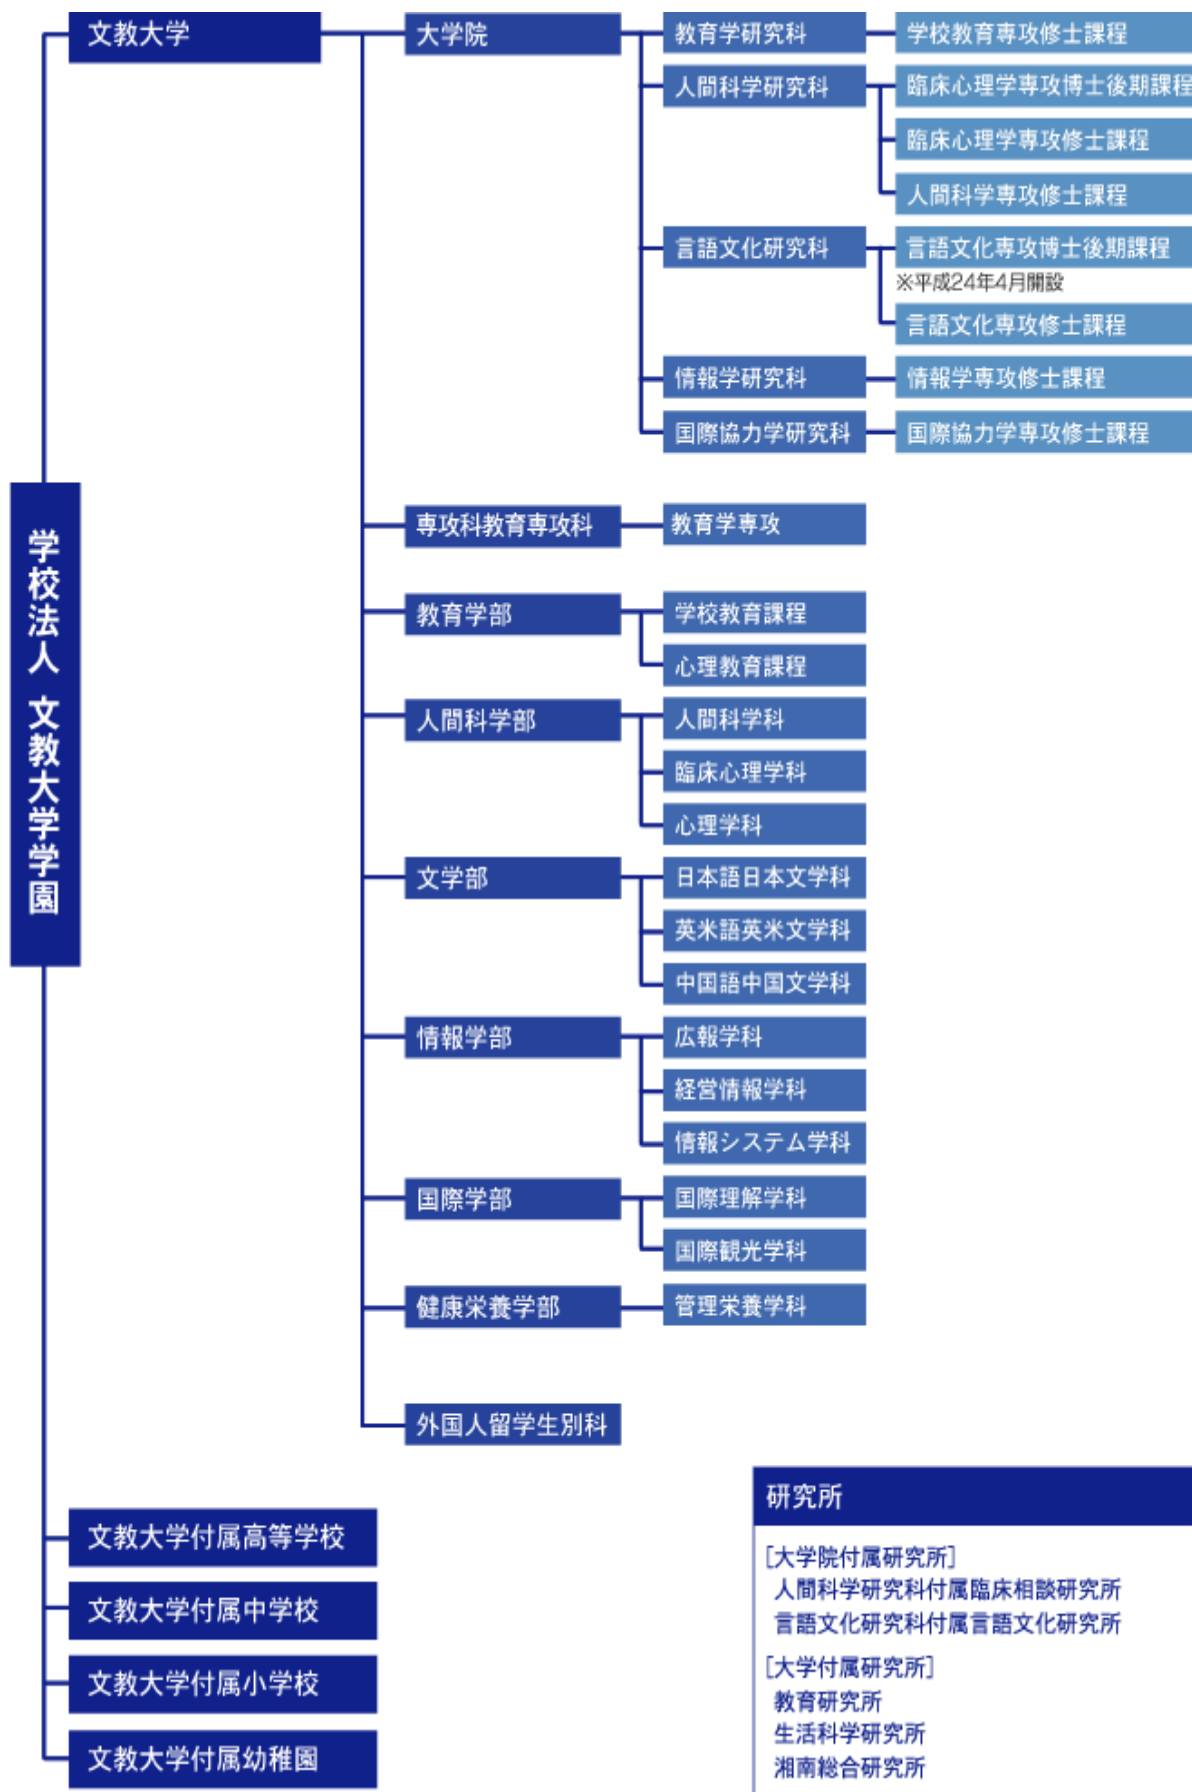 学校法人 文教大学学園
文教大学
大学院
教育学研究科
学校教育専攻修士課程
人間科学研究科
臨床心理学専攻博士後期課程
臨床心理学専攻修士課程
人間科学専攻修士課程
言語文化研究科
言語文化専攻博士後期課程
※平成24年4月開設
言語文化専攻修士課程
情報学研究科
情報学専攻修士課程
国際協力学研究科
国際協力学専攻修士課程
専攻科教育専攻科
教育学専攻
教育学部
学校教育課程
心理教育課程
人間科学部
人間科学科
臨床心理学科
心理学科
文学部
日本語日本文学科
英米語英米文学科
中国語中国文学科
情報学部
広報学科
経営情報学科
情報システム学科
国際学部
国際理解学科
国際観光学科
健康栄養学部
管理栄養学科
外国人留学生別科
文教大学付属高等学校
文教大学付属中学校
文教大学付属小学校
文教大学付属幼稚園
研究所
[大学院付属研究所]
人間科学研究科付属臨床相談研究所
言語文化研究科付属言語文化研究所
[大学付属研究所]
教育研究所
生活科学研究所
湘南総合研究所